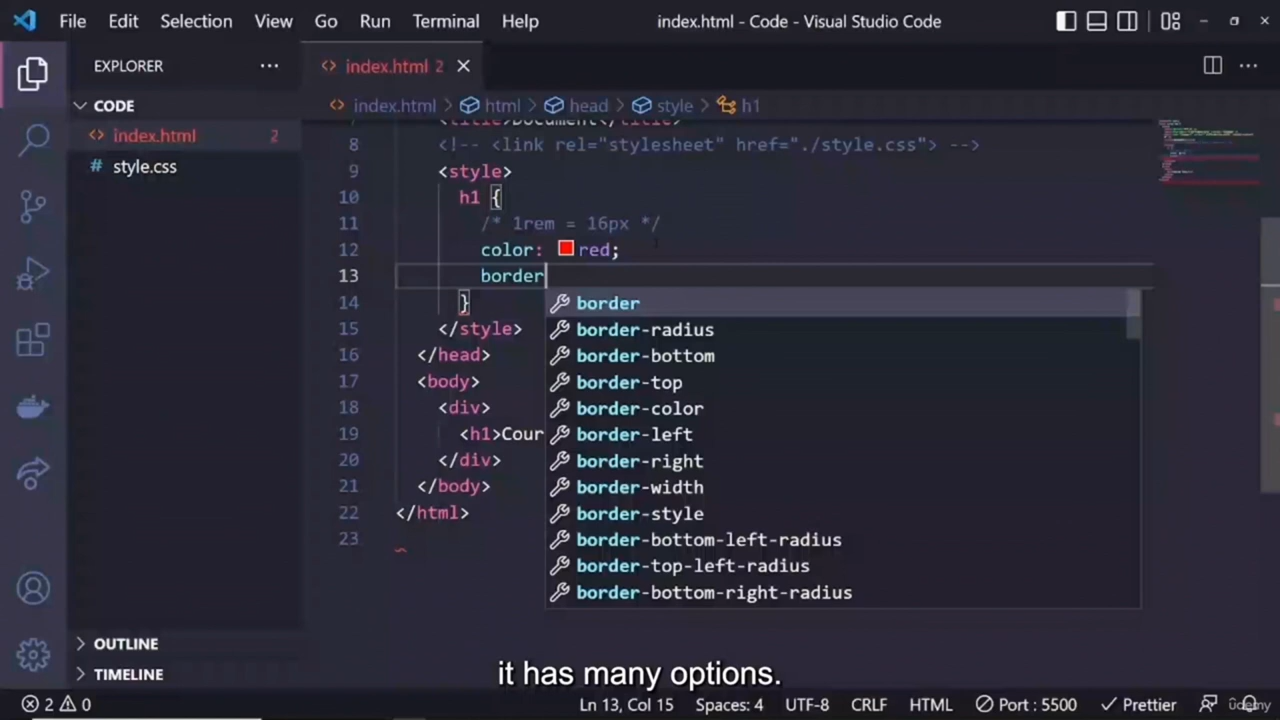 File Edit Selection View Go Run Terminal Help index.html - Code - Visual Studio Code
EXPLORER
index.html 2
CODE
index.html > html > head > style > h1
index.html 2
style.css
<title>Document</title>
8 <!-- <link rel="stylesheet" href="./style.css"> -->
9 <style>
10 h1 {
11 /* 1rem = 16px */
12 color: red;
13 border
14 }
15 </style>
16 </head>
17 <body>
18 <div>
19 <h1>Cour
20 </div>
21 </body>
22 </html>
23
border
border-radius
border-bottom
border-top
border-color
border-left
border-right
border-width
border-style
border-bottom-left-radius
border-top-left-radius
border-bottom-right-radius
OUTLINE
TIMELINE
it has many options.
2 0 Ln 13, Col 15 Spaces: 4 UTF-8 CRLF HTML Port : 5500 Prettier
udemy